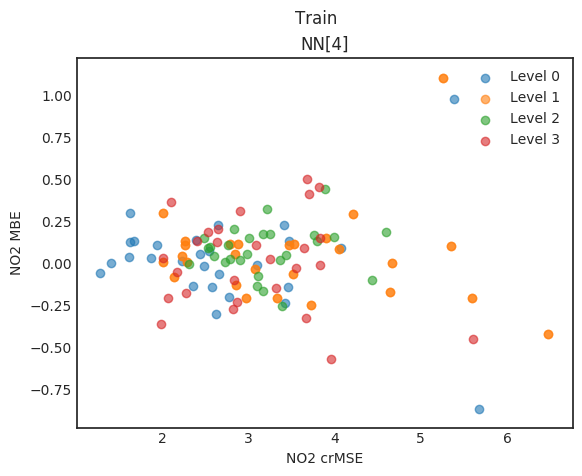 Train
NN[4]
1.00
0.75
0.50
0.25
0.00
−0.25
−0.50
−0.75
NO2 MBE
Level 0
Level 1
Level 2
Level 3
2 3 4 5 6
NO2 crMSE